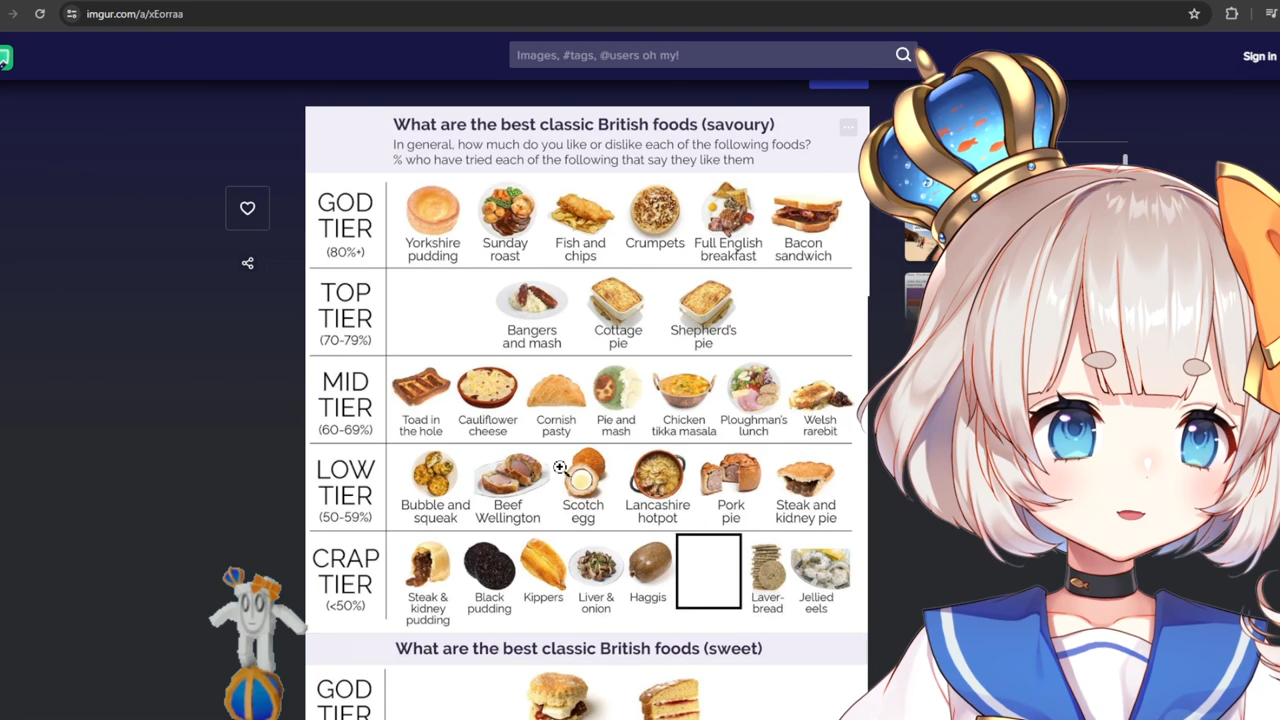 imgur.com/a/xEorraa
Images, #tags, @users oh my!
Sign in
What are the best classic British foods (savoury)
In general, how much do you like or dislike each of the following foods?
% who have tried each of the following that say they like them
GOD
TIER
(80%+)
Yorkshire
pudding
Sunday
roast
Fish and
chips
Crumpets
Full English
breakfast
Bacon
sandwich
TOP
TIER
(70-79%)
Bangers
and mash
Cottage
pie
Shepherd's
pie
MID
TIER
(60-69%)
Toad in
the hole
Cauliflower
cheese
Cornish
pasty
Pie and
mash
Chicken
tikka masala
Ploughman's
lunch
Welsh
rarebit
LOW
TIER
(50-59%)
Bubble and
squeak
Beef
Wellington
Scotch
egg
Lancashire
hotpot
Pork
pie
Steak and
kidney pie
CRAP
TIER
(<50%)
Steak &
kidney
pudding
Black
pudding
Kippers
Liver &
onion
Haggis
Laver-
bread
Jellied
eels
What are the best classic British foods (sweet)
GOD
TIER